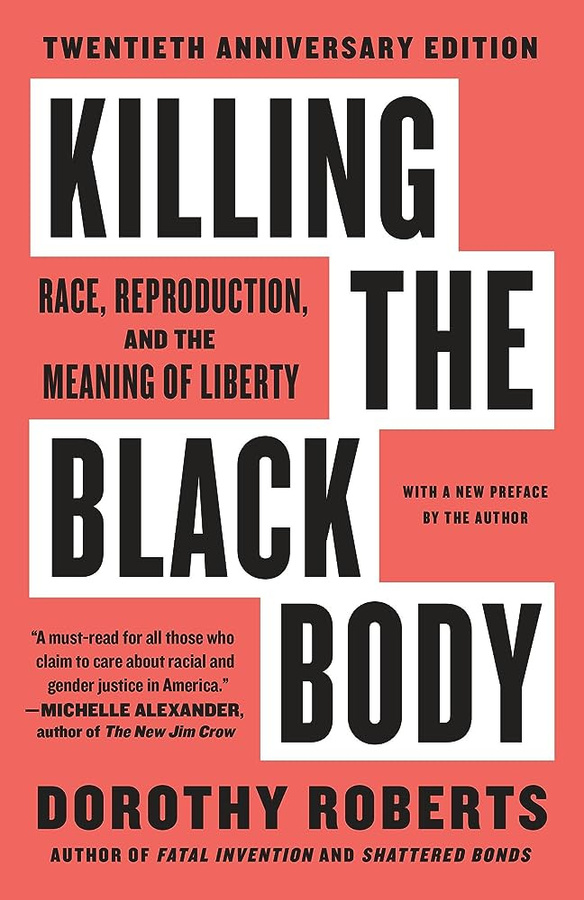 TWENTIETH ANNIVERSARY EDITION
KILLING
THE
RACE, REPRODUCTION,
AND THE
MEANING OF LIBERTY
BLACK
WITH A NEW PREFACE
BY THE AUTHOR
BODY
“A must-read for all those who
claim to care about racial and
gender justice in America.”
—MICHELLE ALEXANDER,
author of The New Jim Crow
DOROTHY ROBERTS
AUTHOR OF FATAL INVENTION AND SHATTERED BONDS